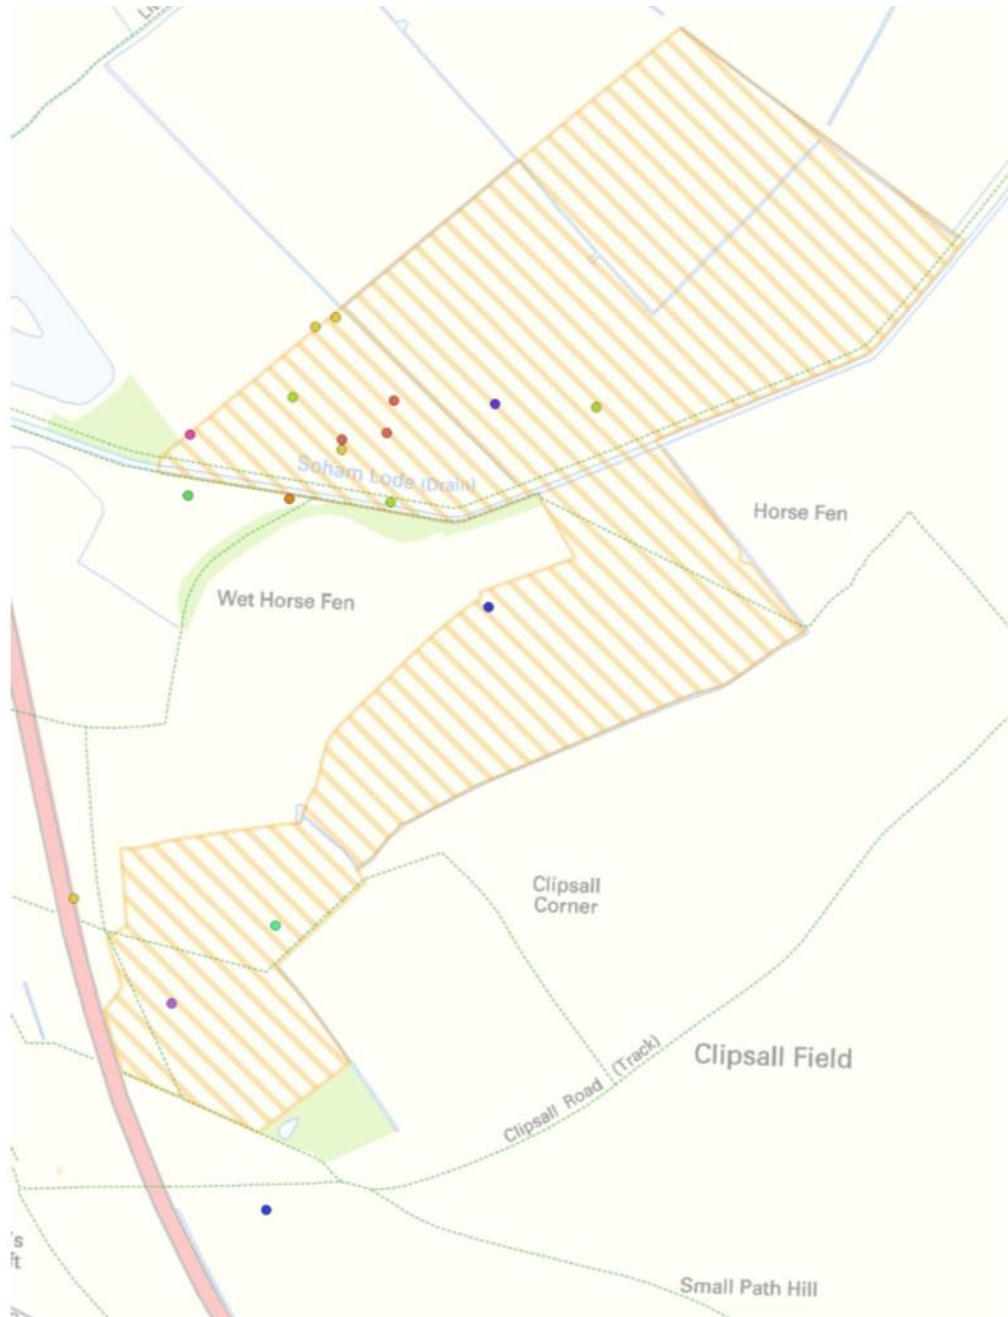 Soham Lode (Drain)
Horse Fen
Wet Horse Fen
Clipsall
Corner
Clipsall Road (Track)
Clipsall Field
Small Path Hill